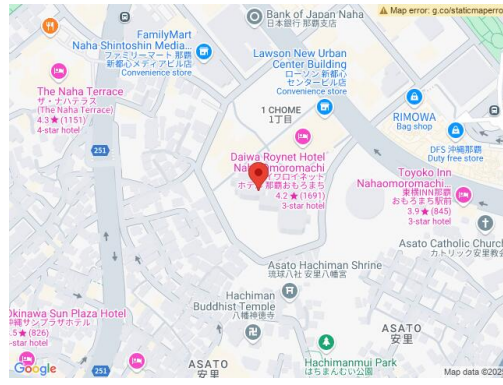 Map error: g.co/staticmaperro
Bank of Japan Naha
日本銀行 那覇支店
FamilyMart
Naha Shintoshin Media...
ファミリーマート 那覇
新都心メディアビル店
Convenience store
Lawson New Urban
Center Building
ローソン 新都心
センタービル店
Convenience store
The Naha Terrace
ザ・ナハテラス
(The Naha Terrace)
4.3★(1151)
4-star hotel
1 CHOME
1丁目
RIMOWA
Bag shop
DFS 沖縄那覇
Duty free store
251
Daiwa Roynet Hotel
Naha
moromachi
イワロイネット
ホテ
那覇おもろまち
4.2★(1691)
3-star hotel
Toyoko Inn
Nahaomoromachi...
東横INN那覇
おもろまち駅前
3.9★(845)
3-star hotel
Asato Catholic Church
カトリック安里教会
Asato Hachiman Shrine
琉球八社 安里八幡宮
Hachiman
Buddhist Temple
八幡神徳寺
Okinawa Sun Plaza Hotel
沖縄サンプラザホテル
.5★(826)
-star hotel
251
ASATO
安里
ASATO
安里
Hachimanmui Park
はちまんむい公園
Google
Map data ©202